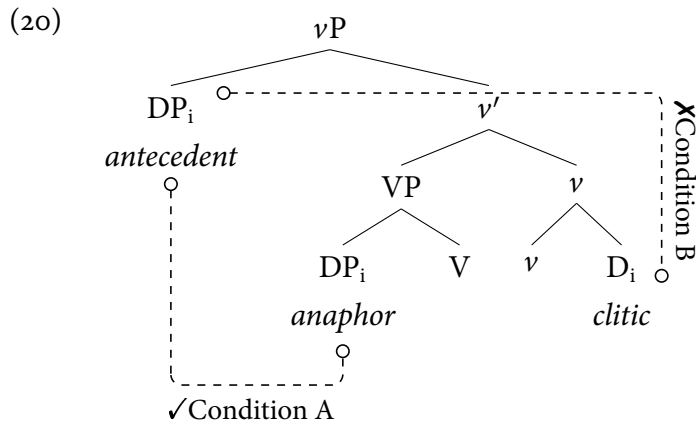 (20)
vP
DPᵢ v′
antecedent
VP v
DPᵢ V v Dᵢ
anaphor clitic
✗Condition B
✓Condition A